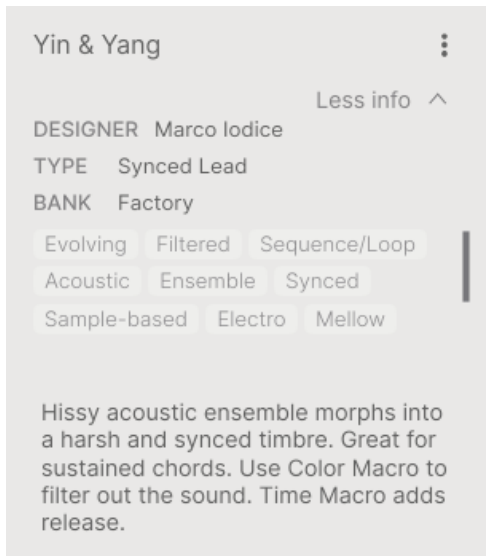 Yin & Yang
Less info
DESIGNER Marco Iodice
TYPE Synced Lead
BANK Factory
Evolving Filtered Sequence/Loop
Acoustic Ensemble Synced
Sample-based Electro Mellow
Hissy acoustic ensemble morphs into
a harsh and synced timbre. Great for
sustained chords. Use Color Macro to
filter out the sound. Time Macro adds
release.